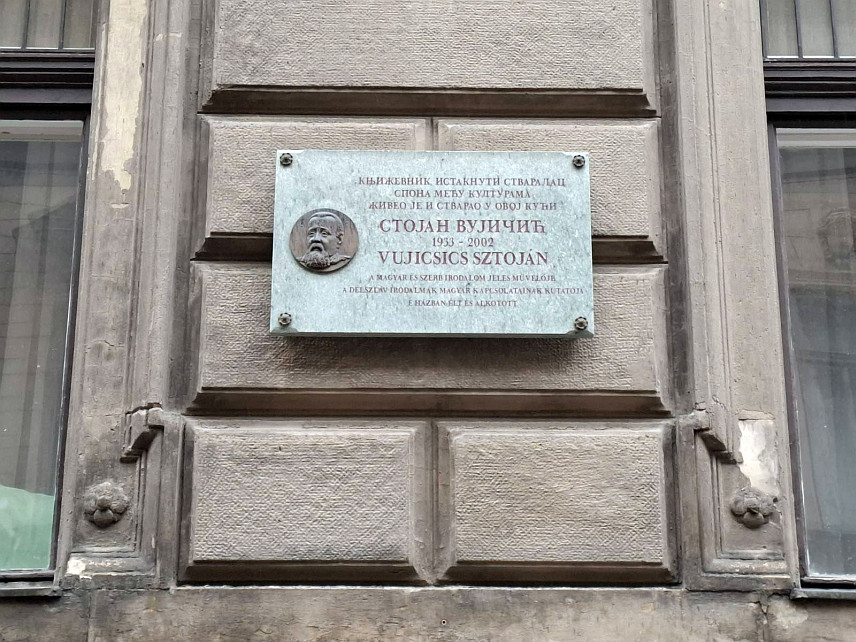 КЊИЖЕВНИК, ИСТАКНУТИ СТВАРАЛАЦ
СПОНА МЕЂУ КУЛТУРАМА
ЖИВЕО ЈЕ И СТВАРАО У ОВОЈ КУЋИ
СТОЈАН ВУЈИЧИЋ
1933 - 2002
VUJICSICS SZTOJÁN
A MAGYAR ÉS SZERB IRODALOM JELES MŰVELŐJE,
A DÉLSZLÁV IRODALMAK MAGYAR KAPCSOLATAINAK KUTATÓJA
E HÁZBAN ÉLT ÉS ALKOTOTT